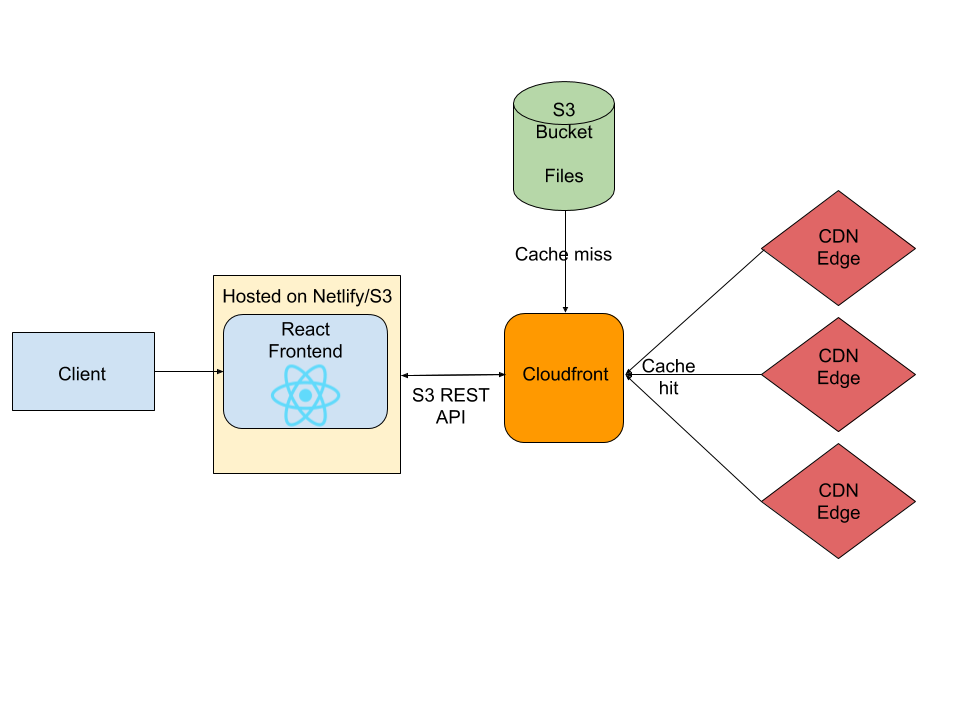 S3
Bucket
Files
Cache miss
CDN
Edge
Hosted on Netlify/S3
React
Frontend
Client
Cloudfront
S3 REST
API
Cache
hit
CDN
Edge
CDN
Edge